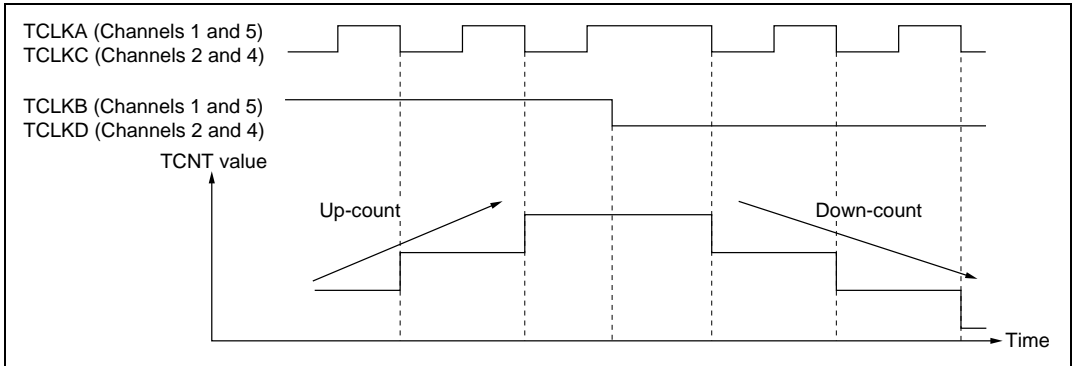 TCLKA (Channels 1 and 5)
TCLKC (Channels 2 and 4)
TCLKB (Channels 1 and 5)
TCLKD (Channels 2 and 4)
TCNT value
Up-count
Down-count
Time